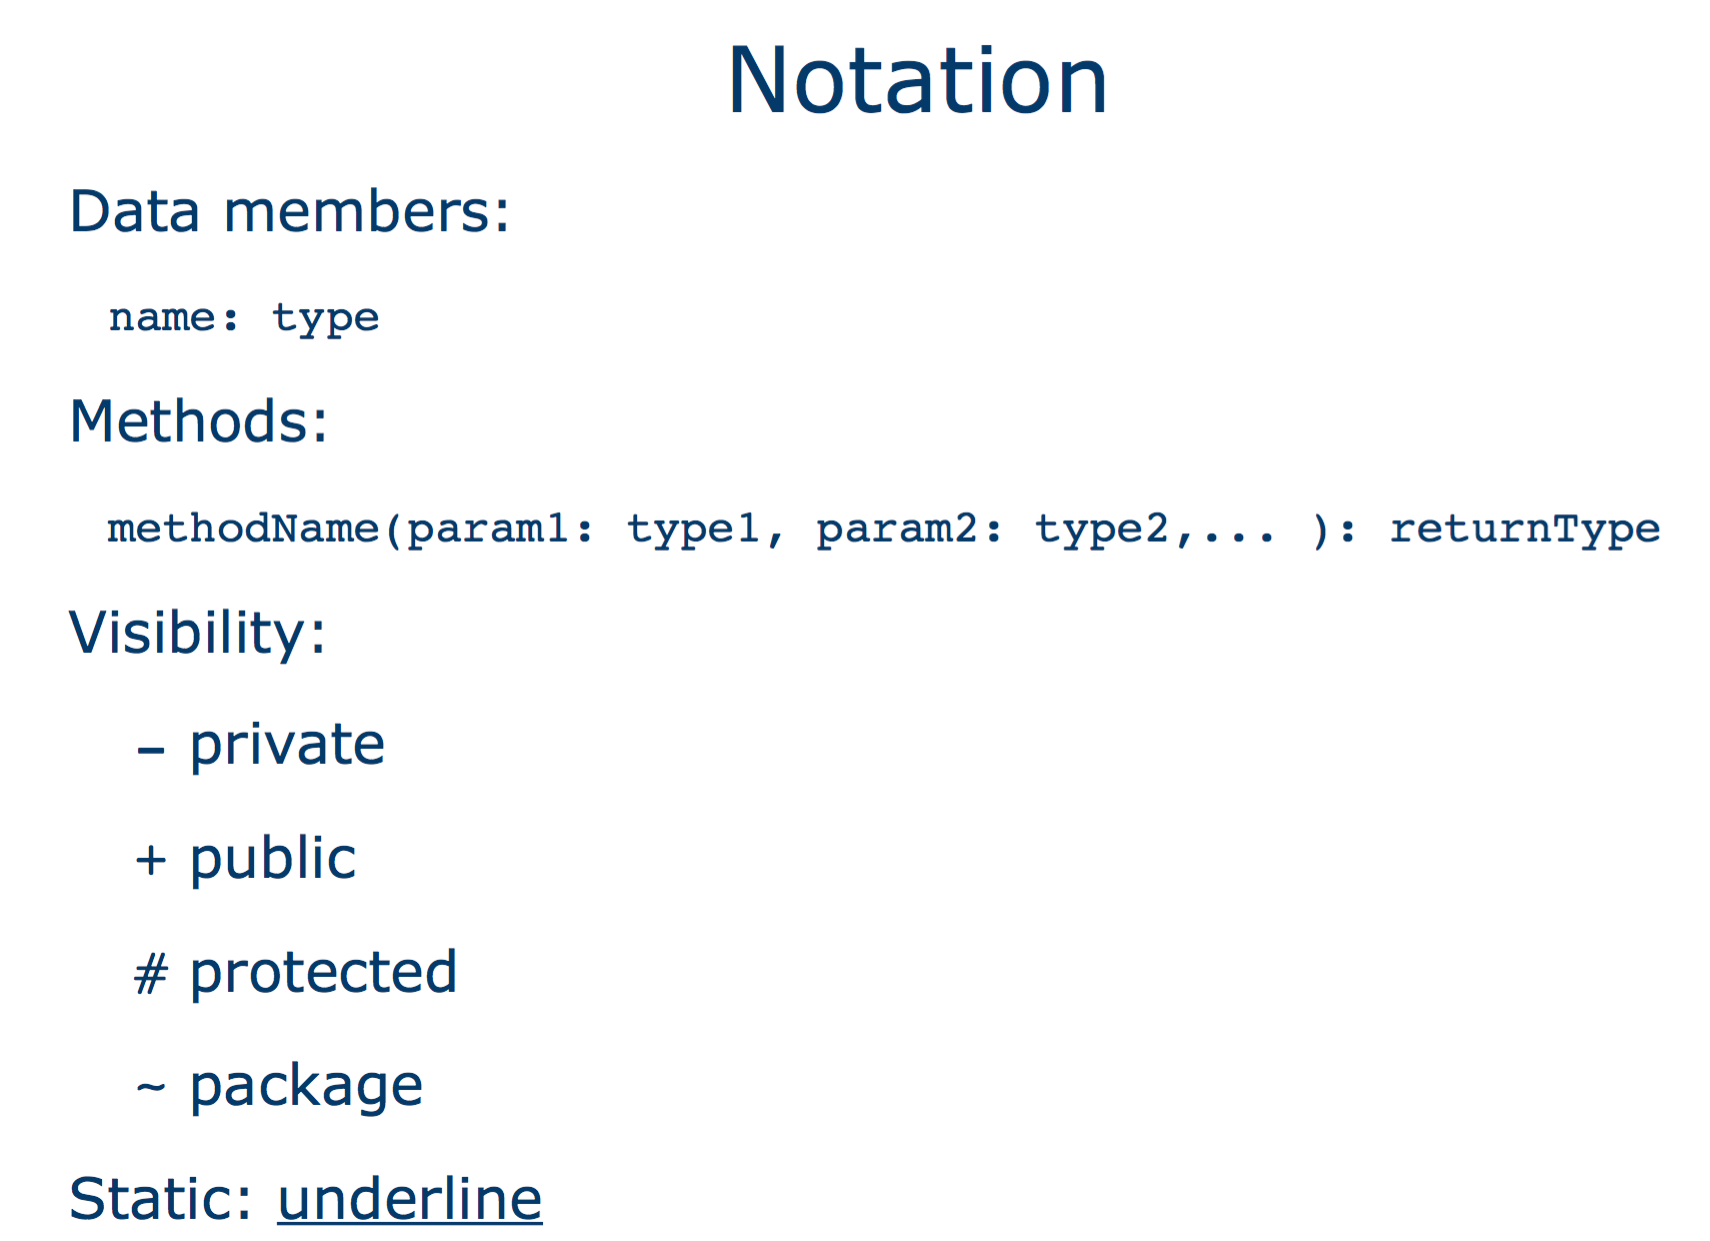 Notation
Data members:
name: type
Methods:
methodName(param1: type1, param2: type2,... ): returnType
Visibility:
– private
+ public
# protected
~ package
Static: underline